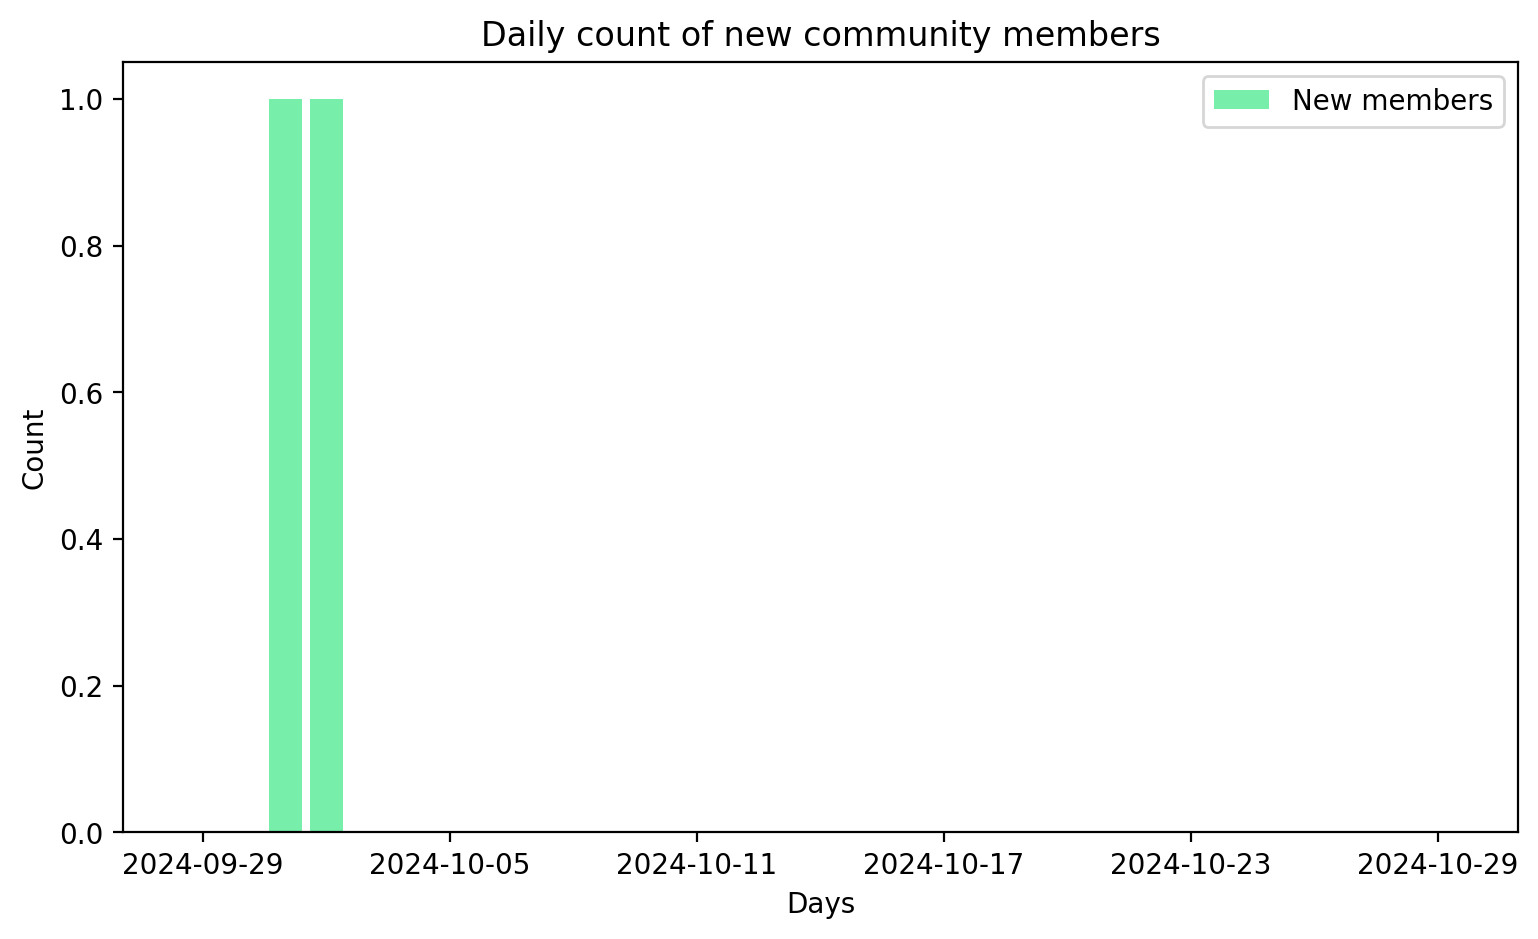 Daily count of new community members
New members
1.0
0.8
0.6
0.4
0.2
0.0
Count
2024-09-29 2024-10-05 2024-10-11 2024-10-17 2024-10-23 2024-10-29
Days